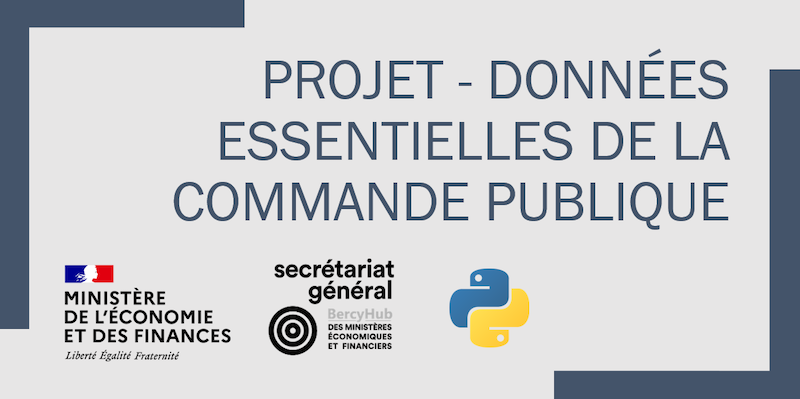 PROJET - DONNÉES
ESSENTIELLES DE LA
COMMANDE PUBLIQUE
MINISTÈRE
DE L'ÉCONOMIE
ET DES FINANCES
Liberté Égalité Fraternité
secrétariat
général
BercyHub
DES MINISTÈRES
ÉCONOMIQUES
ET FINANCIERS